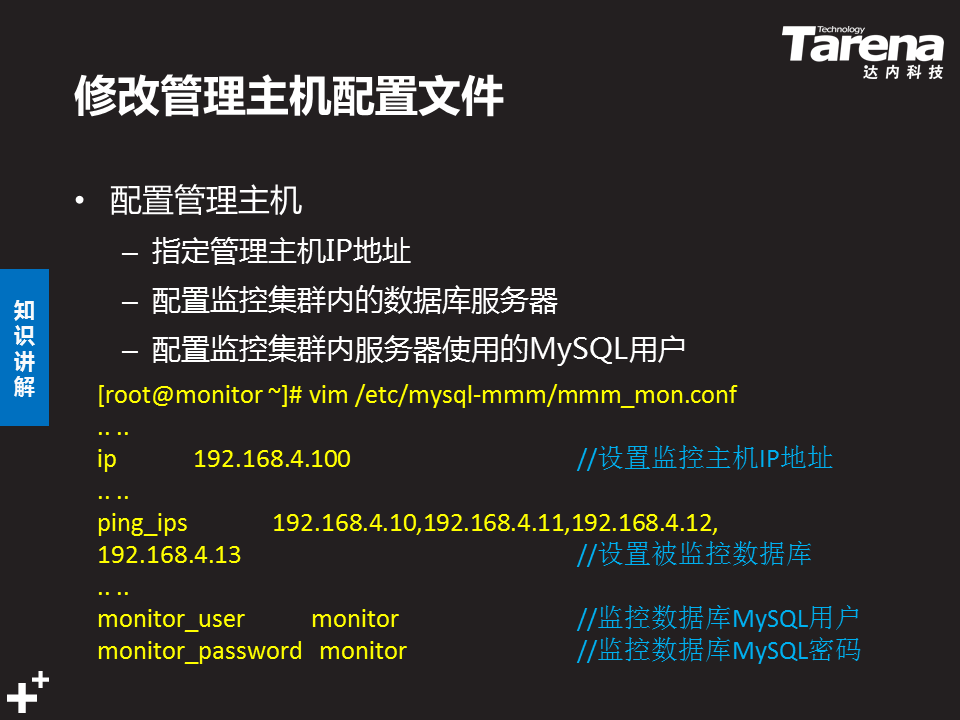 Technology
Tarena
达内科技
修改管理主机配置文件
• 配置管理主机
– 指定管理主机IP地址
– 配置监控集群内的数据库服务器
– 配置监控集群内服务器使用的MySQL用户
知识讲解
[root@monitor ~]# vim /etc/mysql-mmm/mmm_mon.conf
.. ..
ip 192.168.4.100 //设置监控主机IP地址
.. ..
ping_ips 192.168.4.10,192.168.4.11,192.168.4.12,
192.168.4.13 //设置被监控数据库
.. ..
monitor_user monitor //监控数据库MySQL用户
monitor_password monitor //监控数据库MySQL密码